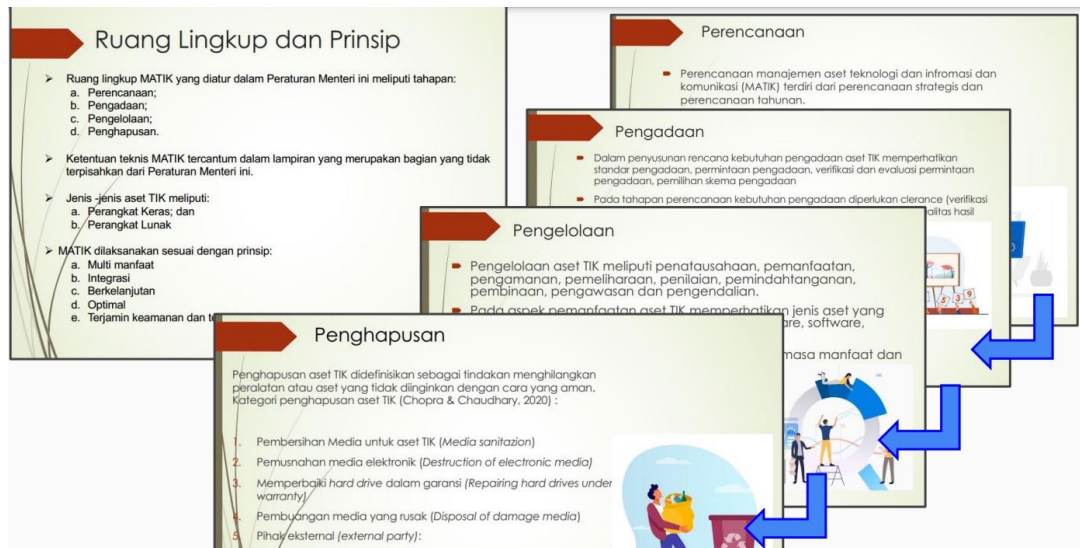 Ruang Lingkup dan Prinsip
Ruang lingkup MATIK yang diatur dalam Peraturan Menteri ini meliputi tahapan:
a. Perencanaan;
b. Pengadaan;
c. Pengelolaan;
d. Penghapusan.
Ketentuan teknis MATIK tercantum dalam lampiran yang merupakan bagian yang tidak
terpisahkan dari Peraturan Menteri ini.
Jenis -jenis aset TIK meliputi:
a. Perangkat Keras; dan
b. Perangkat Lunak
MATIK dilaksanakan sesuai dengan prinsip:
a. Multi manfaat
b. Integrasi
c. Berkelanjutan
d. Optimal
e. Terjamin keamanan dan
Perencanaan
Perencanaan manajemen aset teknologi dan infromasi dan
komunikasi (MATIK) terdiri dari perencanaan strategis dan
perencanaan tahunan.
Pengadaan
Dalam penyusunan rencana kebutuhan pengadaan aset TIK memperhatikan
standar pengadaan, permintaan pengadaan, verifikasi dan evaluasi permintaan
pengadaan, pemilihan skema pengadaan
Pada tahapan perencanaan kebutuhan pengadaan diperlukan clerance (verifikasi
alitas hasil
5 3 9
Pengelolaan
Pengelolaan aset TIK meliputi penatausahaan, pemanfaatan,
pengamanan, pemeliharaan, penilaian, pemindahtanganan,
pembinaan, pengawasan dan pengendalian.
Pada aspek pemanfaatan aset TIK memperhatikan jenis aset yang
are, software,
masa manfaat dan
Penghapusan
Penghapusan aset TIK didefinisikan sebagai tindakan menghilangkan
peralatan atau aset yang tidak diinginkan dengan cara yang aman.
Kategori penghapusan aset TIK (Chopra & Chaudhary, 2020) :
1. Pembersihan Media untuk aset TIK (Media sanitazion)
2. Pemusnahan media elektronik (Destruction of electronic media)
3. Memperbaiki hard drive dalam garansi (Repairing hard drives under
warranty)
4. Pembuangan media yang rusak (Disposal of damage media)
5. Pihak eksternal (external party):